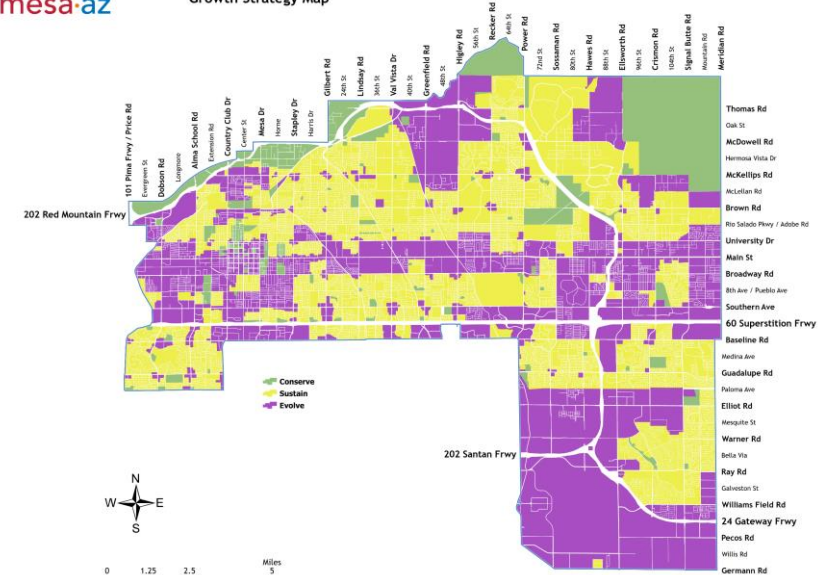 mesa·az
Growth Strategy Map
101 Pima Frwy / Price Rd
Evergreen St
Dobson Rd
Longmore
Alma School Rd
Extension Rd
Country Club Dr
Center St
Mesa Dr
Horne
Stapley Dr
Harris Dr
Gilbert Rd
24th St
Lindsay Rd
36th St
Val Vista Dr
40th St
Greenfield Rd
48th St
Higley Rd
56th St
Recker Rd
64th St
Power Rd
72nd St
Sossaman Rd
80th St
Hawes Rd
88th St
Ellsworth Rd
96th St
Crismon Rd
104th St
Signal Butte Rd
Mountain Rd
Meridian Rd
Thomas Rd
Oak St
McDowell Rd
Hermosa Vista Dr
McKellips Rd
McLellan Rd
202 Red Mountain Frwy
Brown Rd
Rio Salado Pkwy / Adobe Rd
University Dr
Main St
Broadway Rd
8th Ave / Pueblo Ave
Southern Ave
60 Superstition Frwy
Baseline Rd
Medina Ave
Guadalupe Rd
Paloma Ave
Elliot Rd
Mesquite St
Warner Rd
Bella Via
Ray Rd
Galveston St
Williams Field Rd
24 Gateway Frwy
Pecos Rd
Willis Rd
Germann Rd
Conserve
Sustain
Evolve
202 Santan Frwy
N
W E
S
Miles
0 1.25 2.5 5